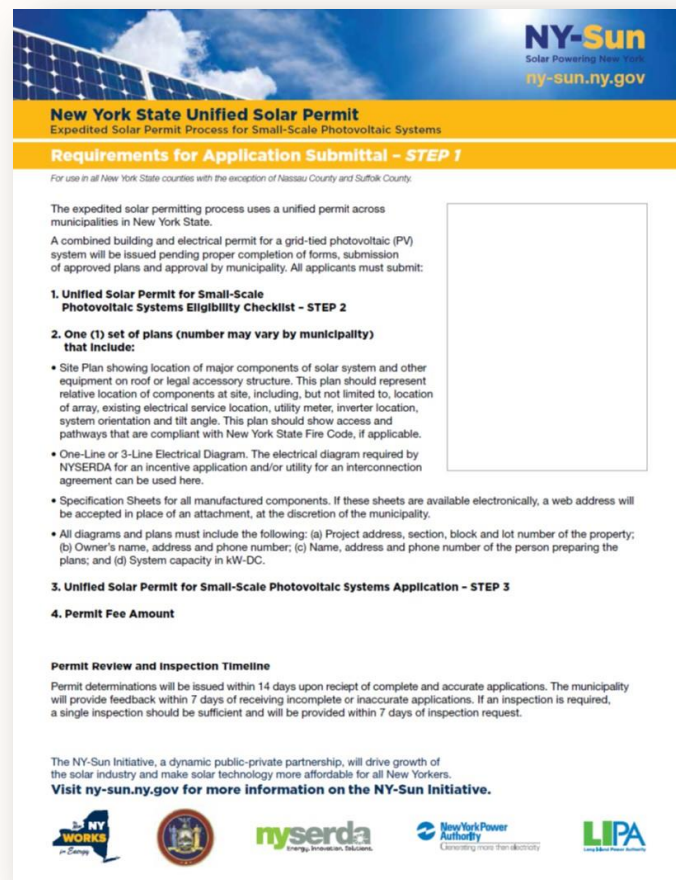 NY-Sun
Solar Powering New York
ny-sun.ny.gov
New York State Unified Solar Permit
Expedited Solar Permit Process for Small-Scale Photovoltaic Systems
Requirements for Application Submittal – STEP 1
For use in all New York State counties with the exception of Nassau County and Suffolk County.
The expedited solar permitting process uses a unified permit across
municipalities in New York State.
A combined building and electrical permit for a grid-tied photovoltaic (PV)
system will be issued pending proper completion of forms, submission
of approved plans and approval by municipality. All applicants must submit:
1. Unified Solar Permit for Small-Scale
Photovoltaic Systems Eligibility Checklist – STEP 2
2. One (1) set of plans (number may vary by municipality)
that include:
• Site Plan showing location of major components of solar system and other
equipment on roof or legal accessory structure. This plan should represent
relative location of components at site, including, but not limited to, location
of array, existing electrical service location, utility meter, inverter location,
system orientation and tilt angle. This plan should show access and
pathways that are compliant with New York State Fire Code, if applicable.
• One-Line or 3-Line Electrical Diagram. The electrical diagram required by
NYSERDA for an incentive application and/or utility for an interconnection
agreement can be used here.
• Specification Sheets for all manufactured components. If these sheets are available electronically, a web address will
be accepted in place of an attachment, at the discretion of the municipality.
• All diagrams and plans must include the following: (a) Project address, section, block and lot number of the property;
(b) Owner's name, address and phone number; (c) Name, address and phone number of the person preparing the
plans; and (d) System capacity in kW-DC.
3. Unified Solar Permit for Small-Scale Photovoltaic Systems Application – STEP 3
4. Permit Fee Amount
Permit Review and Inspection Timeline
Permit determinations will be issued within 14 days upon reciept of complete and accurate applications. The municipality
will provide feedback within 7 days of receiving incomplete or inaccurate applications. If an inspection is required,
a single inspection should be sufficient and will be provided within 7 days of inspection request.
The NY-Sun Initiative, a dynamic public-private partnership, will drive growth of
the solar industry and make solar technology more affordable for all New Yorkers.
Visit ny-sun.ny.gov for more information on the NY-Sun Initiative.
NY
WORKS
for Energy
nyserda
Energy. Innovation. Solutions.
NewYorkPower
Authority
Generating more than electricity
LIPA
Long Island Power Authority